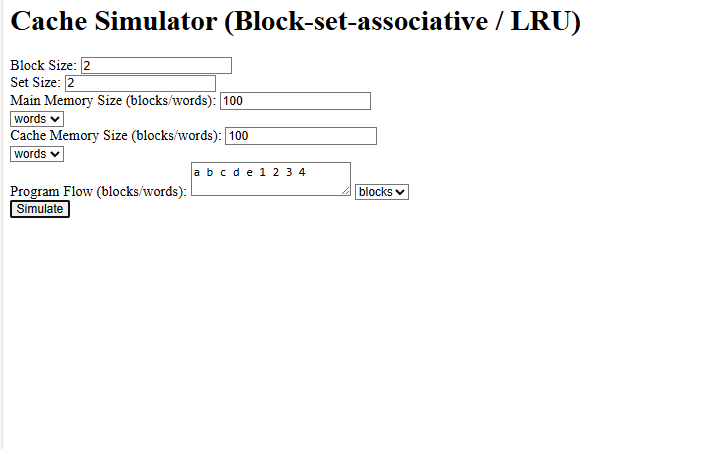 Cache Simulator (Block-set-associative / LRU)
Block Size: 2
Set Size: 2
Main Memory Size (blocks/words): 100
words
Cache Memory Size (blocks/words): 100
words
Program Flow (blocks/words): a b c d e 1 2 3 4 blocks
Simulate